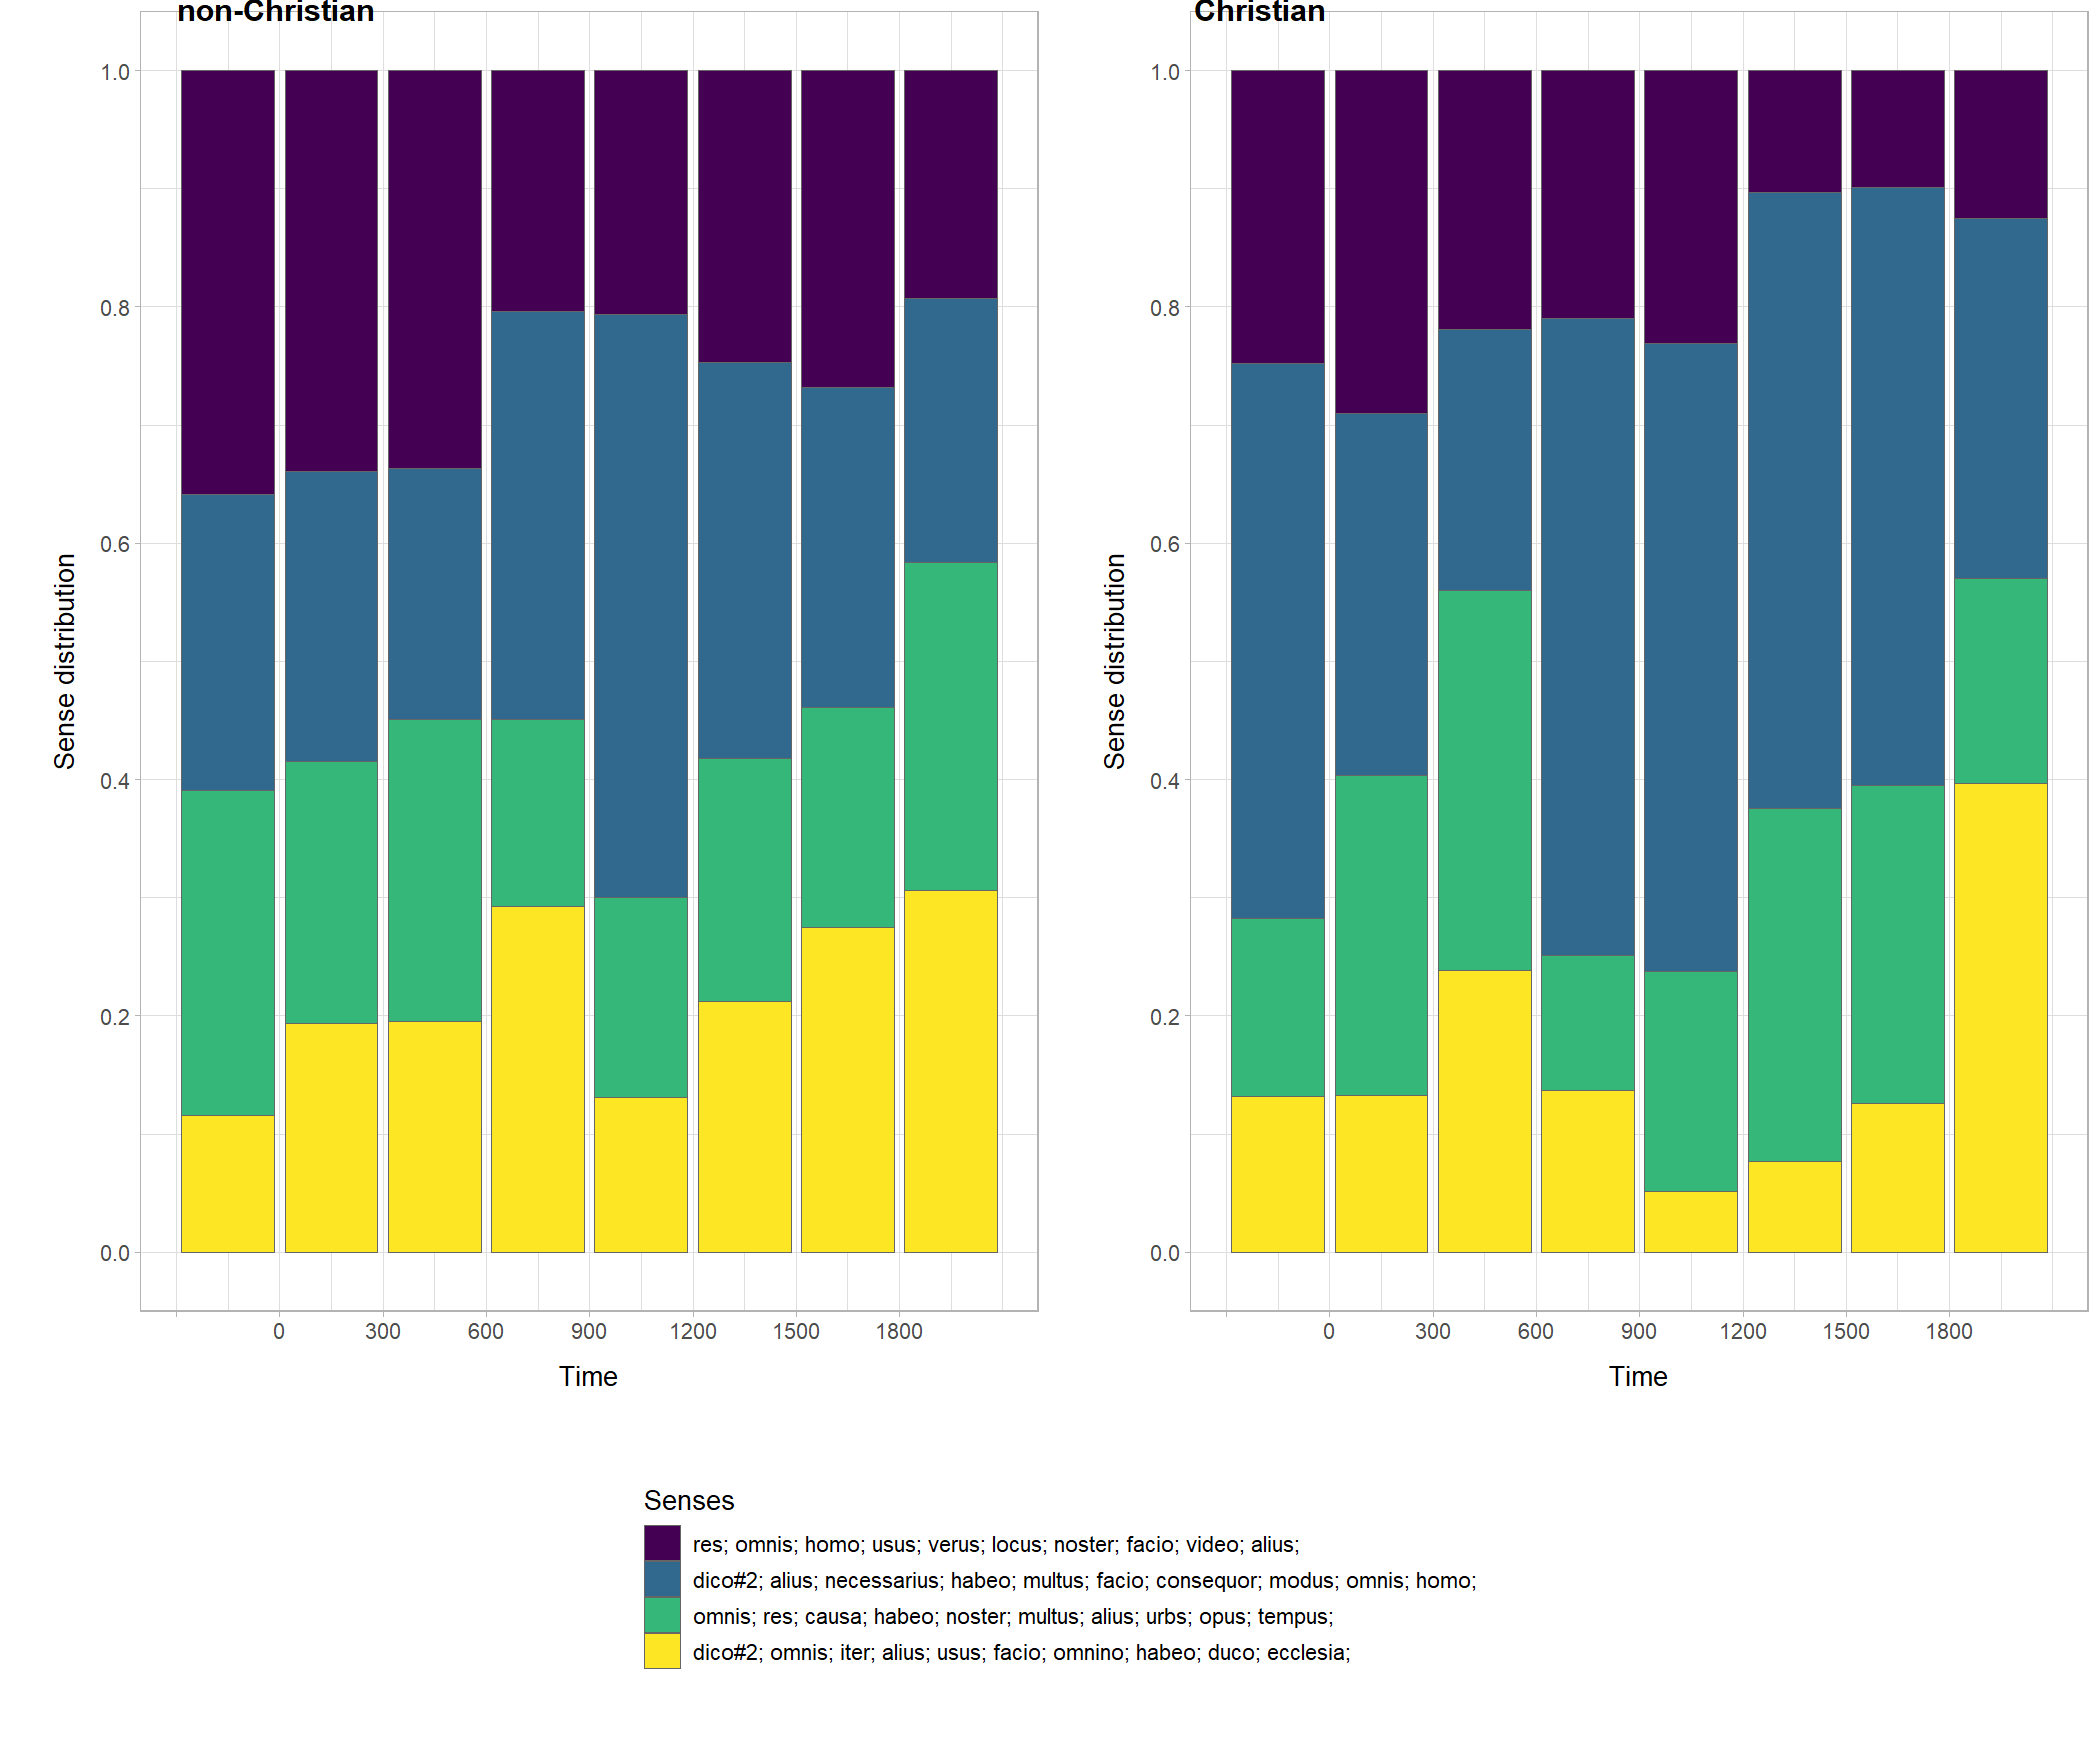 non-Christian
1.0
0.8
0.6
0.4
0.2
0.0
Sense distribution
0 300 600 900 1200 1500 1800
Time
Christian
1.0
0.8
0.6
0.4
0.2
0.0
Sense distribution
0 300 600 900 1200 1500 1800
Time
Senses
res; omnis; homo; usus; verus; locus; noster; facio; video; alius;
dico#2; alius; necessarius; habeo; multus; facio; consequor; modus; omnis; homo;
omnis; res; causa; habeo; noster; multus; alius; urbs; opus; tempus;
dico#2; omnis; iter; alius; usus; facio; omnino; habeo; duco; ecclesia;